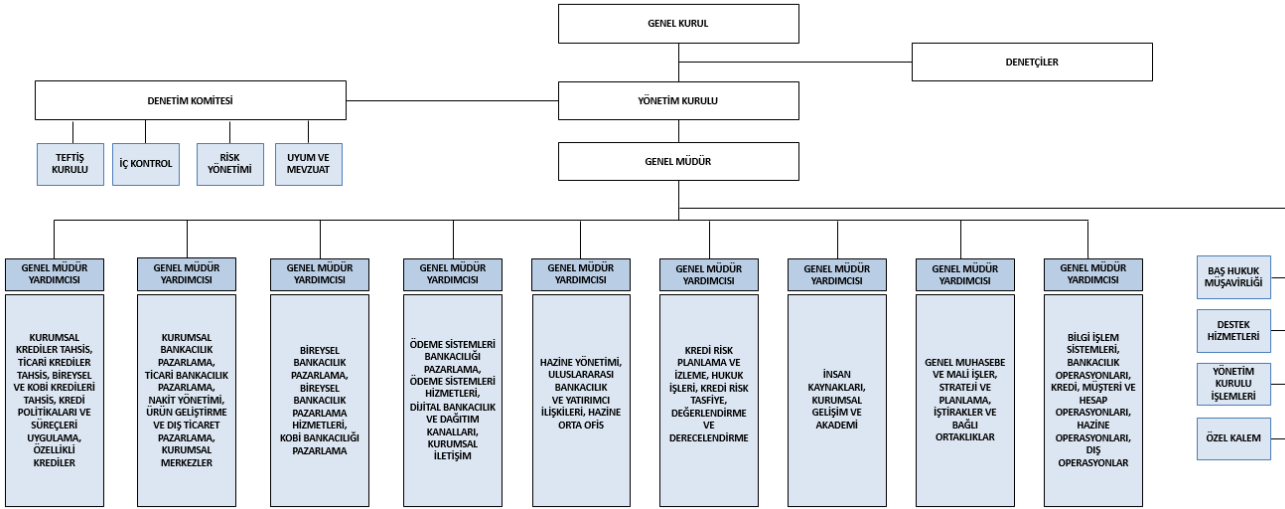 GENEL KURUL
DENETÇİLER
DENETİM KOMİTESİ
YÖNETİM KURULU
TEFTİŞ
KURULU
İÇ KONTROL
RİSK
YÖNETİMİ
UYUM VE
MEVZUAT
GENEL MÜDÜR
GENEL MÜDÜR
YARDIMCISI
KURUMSAL
KREDİLER TAHSİS,
TİCARİ KREDİLER
TAHSİS, BİREYSEL
VE KOBİ KREDİLERİ
TAHSİS, KREDİ
POLİTİKALARI VE
SÜREÇLERİ
UYGULAMA,
ÖZELLİKLİ
KREDİLER
GENEL MÜDÜR
YARDIMCISI
KURUMSAL
BANKACILIK
PAZARLAMA,
TİCARİ BANKACILIK
PAZARLAMA,
NAKİT YÖNETİMİ,
ÜRÜN GELİŞTİRME
VE DIŞ TİCARET
PAZARLAMA,
KURUMSAL
MERKEZLER
GENEL MÜDÜR
YARDIMCISI
BİREYSEL
BANKACILIK
PAZARLAMA,
BİREYSEL
BANKACILIK
PAZARLAMA
HİZMETLERİ,
KOBİ BANKACILIĞI
PAZARLAMA
GENEL MÜDÜR
YARDIMCISI
ÖDEME SİSTEMLERİ
BANKACILIĞI
PAZARLAMA,
ÖDEME SİSTEMLERİ
HİZMETLERİ,
DİJİTAL BANKACILIK
VE DAĞITIM
KANALLARI,
KURUMSAL
İLETİŞİM
GENEL MÜDÜR
YARDIMCISI
HAZİNE YÖNETİMİ,
ULUSLARARASI
BANKACILIK
VE YATIRIMCI
İLİŞKİLERİ, HAZİNE
ORTA OFİS
GENEL MÜDÜR
YARDIMCISI
KREDİ RİSK
PLANLAMA VE
İZLEME, HUKUK
İŞLERİ, KREDİ RİSK
TASFİYE,
DEĞERLENDİRME
VE
DERECELENDİRME
GENEL MÜDÜR
YARDIMCISI
İNSAN
KAYNAKLARI,
KURUMSAL
GELİŞİM VE
AKADEMİ
GENEL MÜDÜR
YARDIMCISI
GENEL MUHASEBE
VE MALİ İŞLER,
STRATEJİ VE
PLANLAMA,
İŞTİRAKLER VE
BAĞLI
ORTAKLIKLAR
GENEL MÜDÜR
YARDIMCISI
BİLGİ İŞLEM
SİSTEMLERİ,
BANKACILIK
OPERASYONLARI,
KREDİ, MÜŞTERİ VE
HESAP
OPERASYONLARI,
HAZİNE
OPERASYONLARI,
DIŞ
OPERASYONLAR
BAŞ HUKUK
MÜŞAVİRLİĞİ
DESTEK
HİZMETLERİ
YÖNETİM
KURULU
İŞLEMLERİ
ÖZEL KALEM